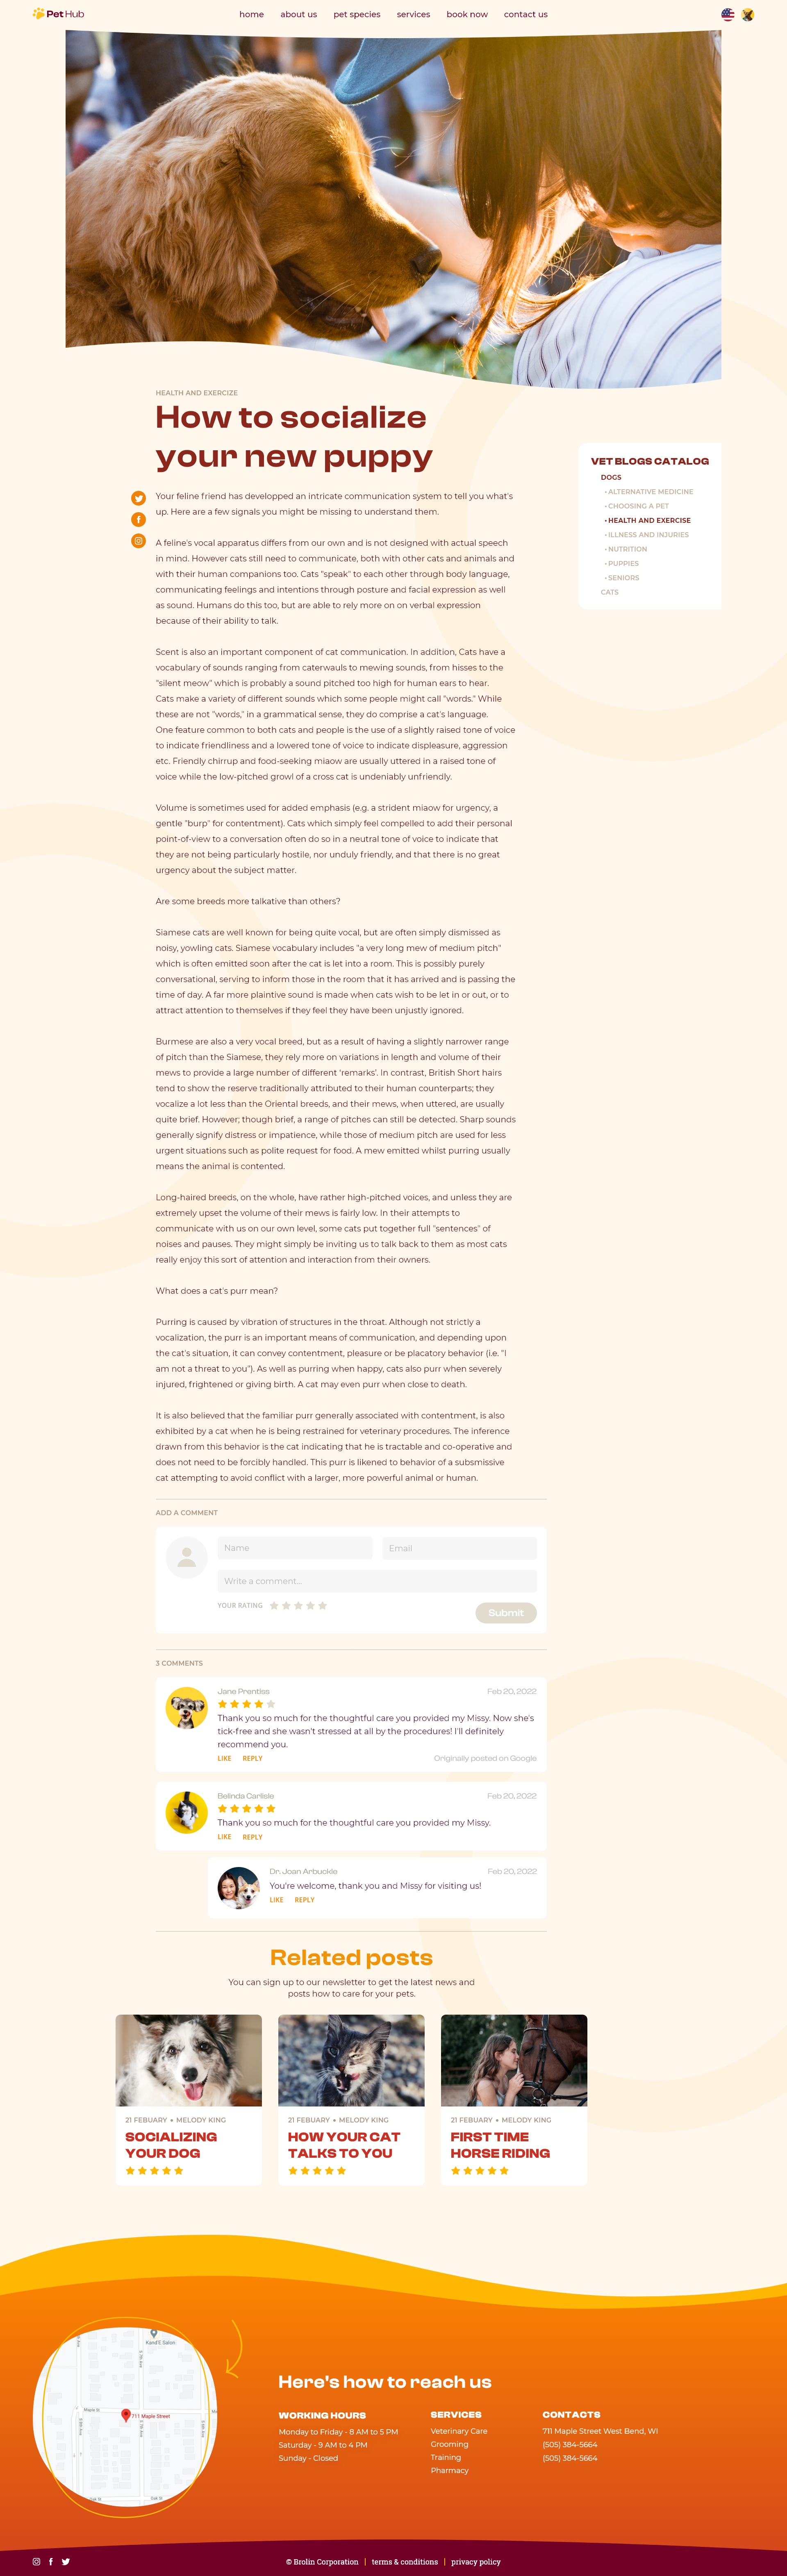 Pet Hub
home about us pet species services book now contact us
HEALTH AND EXERCIZE
How to socialize
your new puppy
VET BLOGS CATALOG
DOGS
• ALTERNATIVE MEDICINE
• CHOOSING A PET
• HEALTH AND EXERCISE
• ILLNESS AND INJURIES
• NUTRITION
• PUPPIES
• SENIORS
CATS
Your feline friend has developped an intricate communication system to tell you what's
up. Here are a few signals you might be missing to understand them.
A feline's vocal apparatus differs from our own and is not designed with actual speech
in mind. However cats still need to communicate, both with other cats and animals and
with their human companions too. Cats "speak" to each other through body language,
communicating feelings and intentions through posture and facial expression as well
as sound. Humans do this too, but are able to rely more on on verbal expression
because of their ability to talk.
Scent is also an important component of cat communication. In addition, Cats have a
vocabulary of sounds ranging from caterwauls to mewing sounds, from hisses to the
"silent meow" which is probably a sound pitched too high for human ears to hear.
Cats make a variety of different sounds which some people might call "words." While
these are not "words," in a grammatical sense, they do comprise a cat's language.
One feature common to both cats and people is the use of a slightly raised tone of voice
to indicate friendliness and a lowered tone of voice to indicate displeasure, aggression
etc. Friendly chirrup and food-seeking miaow are usually uttered in a raised tone of
voice while the low-pitched growl of a cross cat is undeniably unfriendly.
Volume is sometimes used for added emphasis (e.g. a strident miaow for urgency, a
gentle "burp" for contentment). Cats which simply feel compelled to add their personal
point-of-view to a conversation often do so in a neutral tone of voice to indicate that
they are not being particularly hostile, nor unduly friendly, and that there is no great
urgency about the subject matter.
Are some breeds more talkative than others?
Siamese cats are well known for being quite vocal, but are often simply dismissed as
noisy, yowling cats. Siamese vocabulary includes "a very long mew of medium pitch"
which is often emitted soon after the cat is let into a room. This is possibly purely
conversational, serving to inform those in the room that it has arrived and is passing the
time of day. A far more plaintive sound is made when cats wish to be let in or out, or to
attract attention to themselves if they feel they have been unjustly ignored.
Burmese are also a very vocal breed, but as a result of having a slightly narrower range
of pitch than the Siamese, they rely more on variations in length and volume of their
mews to provide a large number of different 'remarks'. In contrast, British Short hairs
tend to show the reserve traditionally attributed to their human counterparts; they
vocalize a lot less than the Oriental breeds, and their mews, when uttered, are usually
quite brief. However; though brief, a range of pitches can still be detected. Sharp sounds
generally signify distress or impatience, while those of medium pitch are used for less
urgent situations such as polite request for food. A mew emitted whilst purring usually
means the animal is contented.
Long-haired breeds, on the whole, have rather high-pitched voices, and unless they are
extremely upset the volume of their mews is fairly low. In their attempts to
communicate with us on our own level, some cats put together full "sentences" of
noises and pauses. They might simply be inviting us to talk back to them as most cats
really enjoy this sort of attention and interaction from their owners.
What does a cat's purr mean?
Purring is caused by vibration of structures in the throat. Although not strictly a
vocalization, the purr is an important means of communication, and depending upon
the cat's situation, it can convey contentment, pleasure or be placatory behavior (i.e. "I
am not a threat to you"). As well as purring when happy, cats also purr when severely
injured, frightened or giving birth. A cat may even purr when close to death.
It is also believed that the familiar purr generally associated with contentment, is also
exhibited by a cat when he is being restrained for veterinary procedures. The inference
drawn from this behavior is the cat indicating that he is tractable and co-operative and
does not need to be forcibly handled. This purr is likened to behavior of a subsmissive
cat attempting to avoid conflict with a larger, more powerful animal or human.
ADD A COMMENT
Name Email
Write a comment...
YOUR RATING
Submit
3 COMMENTS
Jane Prentiss Feb 20, 2022
Thank you so much for the thoughtful care you provided my Missy. Now she's
tick-free and she wasn't stressed at all by the procedures! I'll definitely
recommend you.
LIKE REPLY Originally posted on Google
Belinda Carlisle Feb 20, 2022
Thank you so much for the thoughtful care you provided my Missy.
LIKE REPLY
Dr. Joan Arbuckle Feb 20, 2022
You're welcome, thank you and Missy for visiting us!
LIKE REPLY
Related posts
You can sign up to our newsletter to get the latest news and
posts how to care for your pets.
21 FEBUARY • MELODY KING
SOCIALIZING
YOUR DOG
21 FEBUARY • MELODY KING
HOW YOUR CAT
TALKS TO YOU
21 FEBUARY • MELODY KING
FIRST TIME
HORSE RIDING
Kand'E Salon
Maple St
711 Maple Street
Oak St
Here's how to reach us
WORKING HOURS
Monday to Friday - 8 AM to 5 PM
Saturday - 9 AM to 4 PM
Sunday - Closed
SERVICES
Veterinary Care
Grooming
Training
Pharmacy
CONTACTS
711 Maple Street West Bend, WI
(505) 384-5664
(505) 384-5664
© Brolin Corporation | terms & conditions | privacy policy